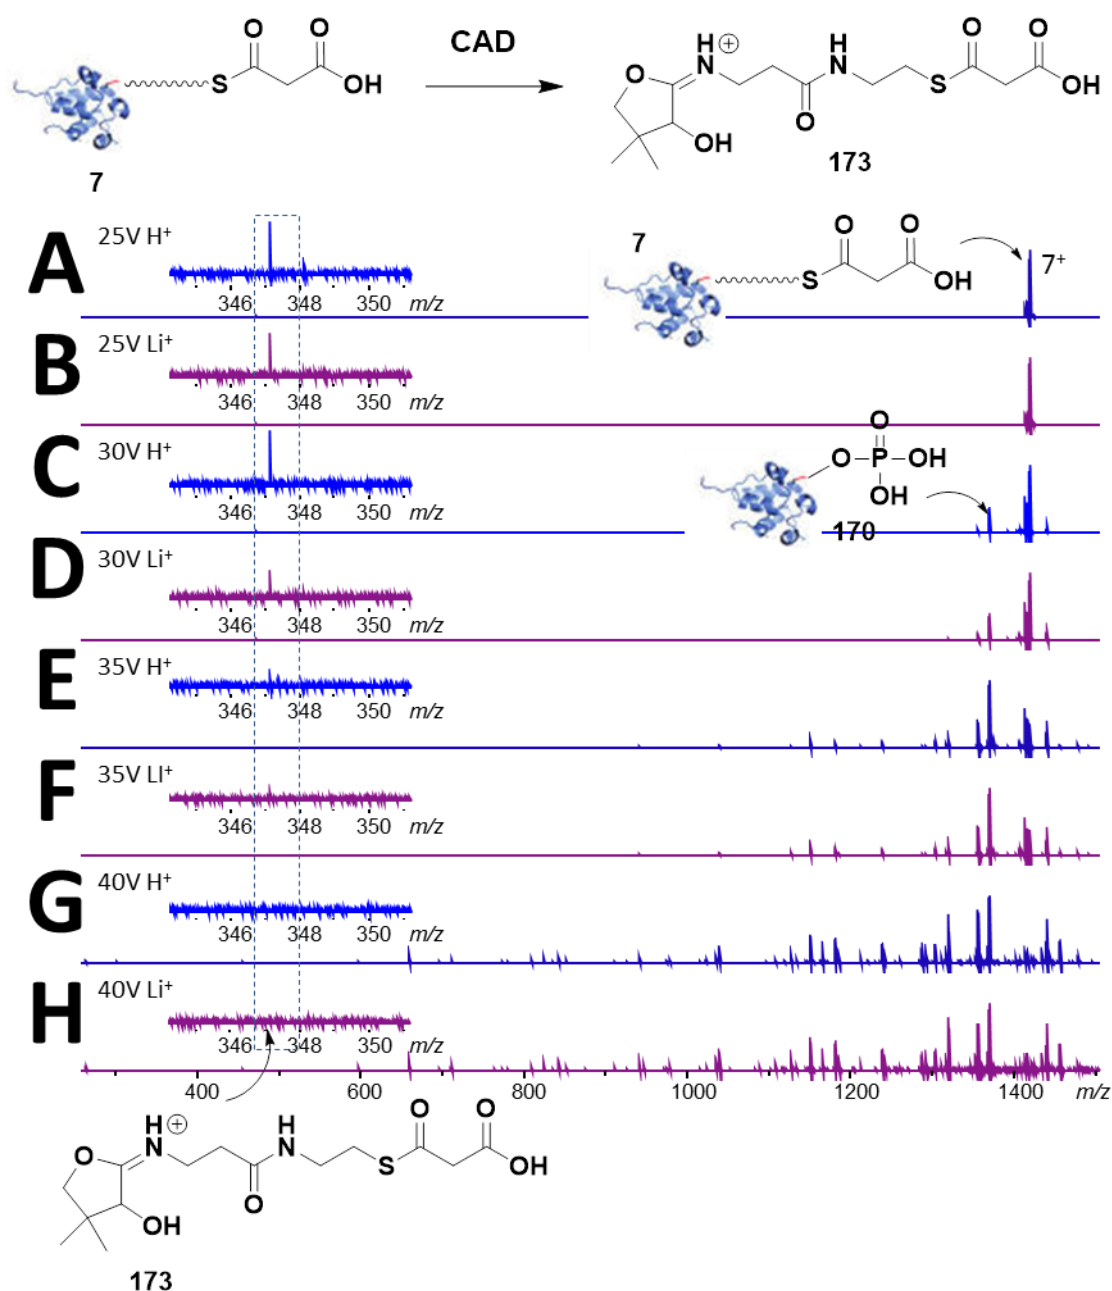 O O
CAD
S OH
7
H ⊕
N
O
H
N
O
S
O O
OH
OH
173
A
25V H⁺
346 348 350 m/z
7
O O
S OH
7⁺
B
25V Li⁺
346 348 350 m/z
C
30V H⁺
346 348 350 m/z
O
O P OH
OH
170
D
30V Li⁺
346 348 350 m/z
E
35V H⁺
346 348 350 m/z
F
35V LI⁺
346 348 350 m/z
G
40V H⁺
346 348 350 m/z
H
40V Li⁺
346 348 350 m/z
400 600 800 1000 1200 1400 m/z
H ⊕
N
O
H
N
O
S
O O
OH
OH
173